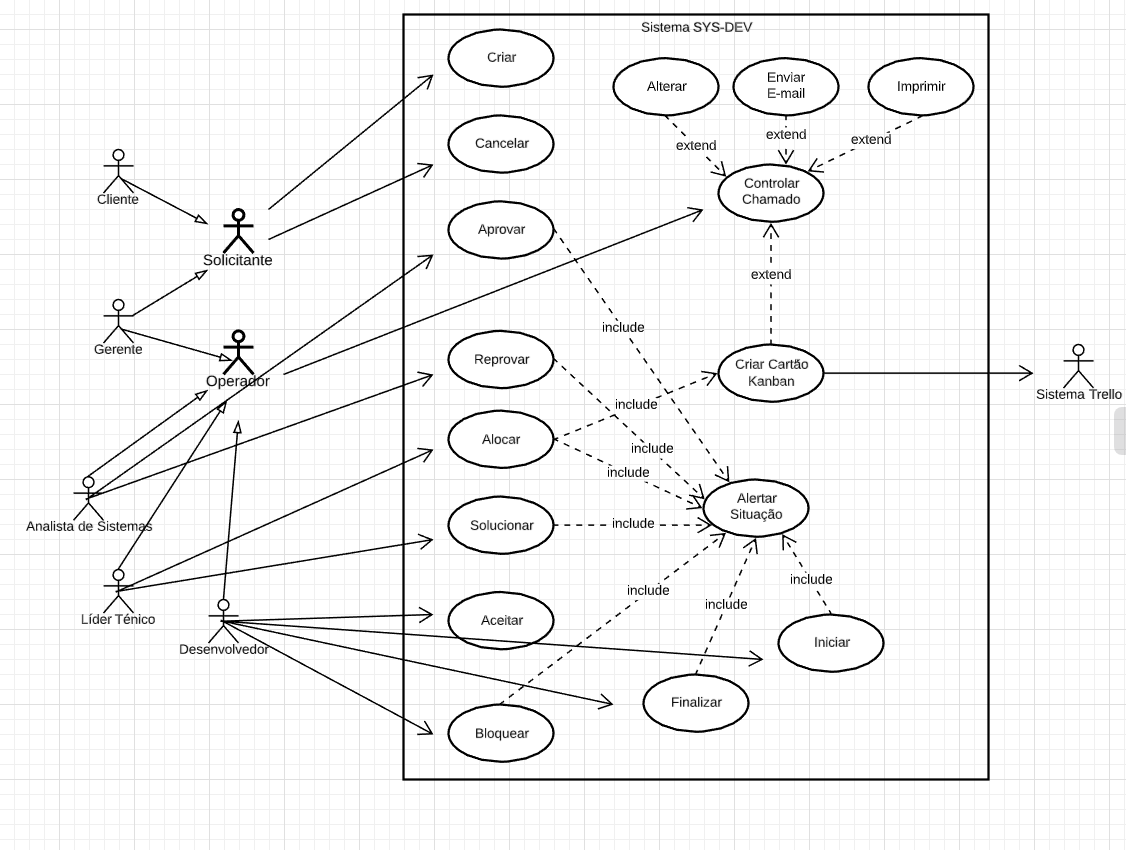 Sistema SYS-DEV
Criar
Alterar
Enviar
E-mail
Imprimir
extend
extend
extend
Cancelar
Cliente
Controlar
Chamado
Aprovar
Solicitante
extend
include
Gerente
Reprovar
Criar Cartão
Kanban
Operador
Sistema Trello
include
Alocar
include
include
Alertar
Situação
Analista de Sistemas
Solucionar
include
include
include
include
Líder Ténico
Aceitar
Iniciar
Desenvolvedor
Finalizar
Bloquear